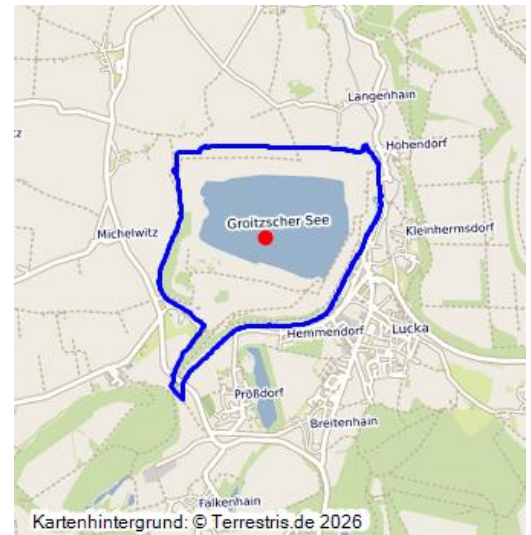 Langenhain
Hohendorf
Groitzscher See
Michelwitz
Kleinhermsdorf
Hemmendorf
Lucka
Prößdorf
Breitenhain
Falkenhain
Kartenhintergrund: © Terrestris.de 2026